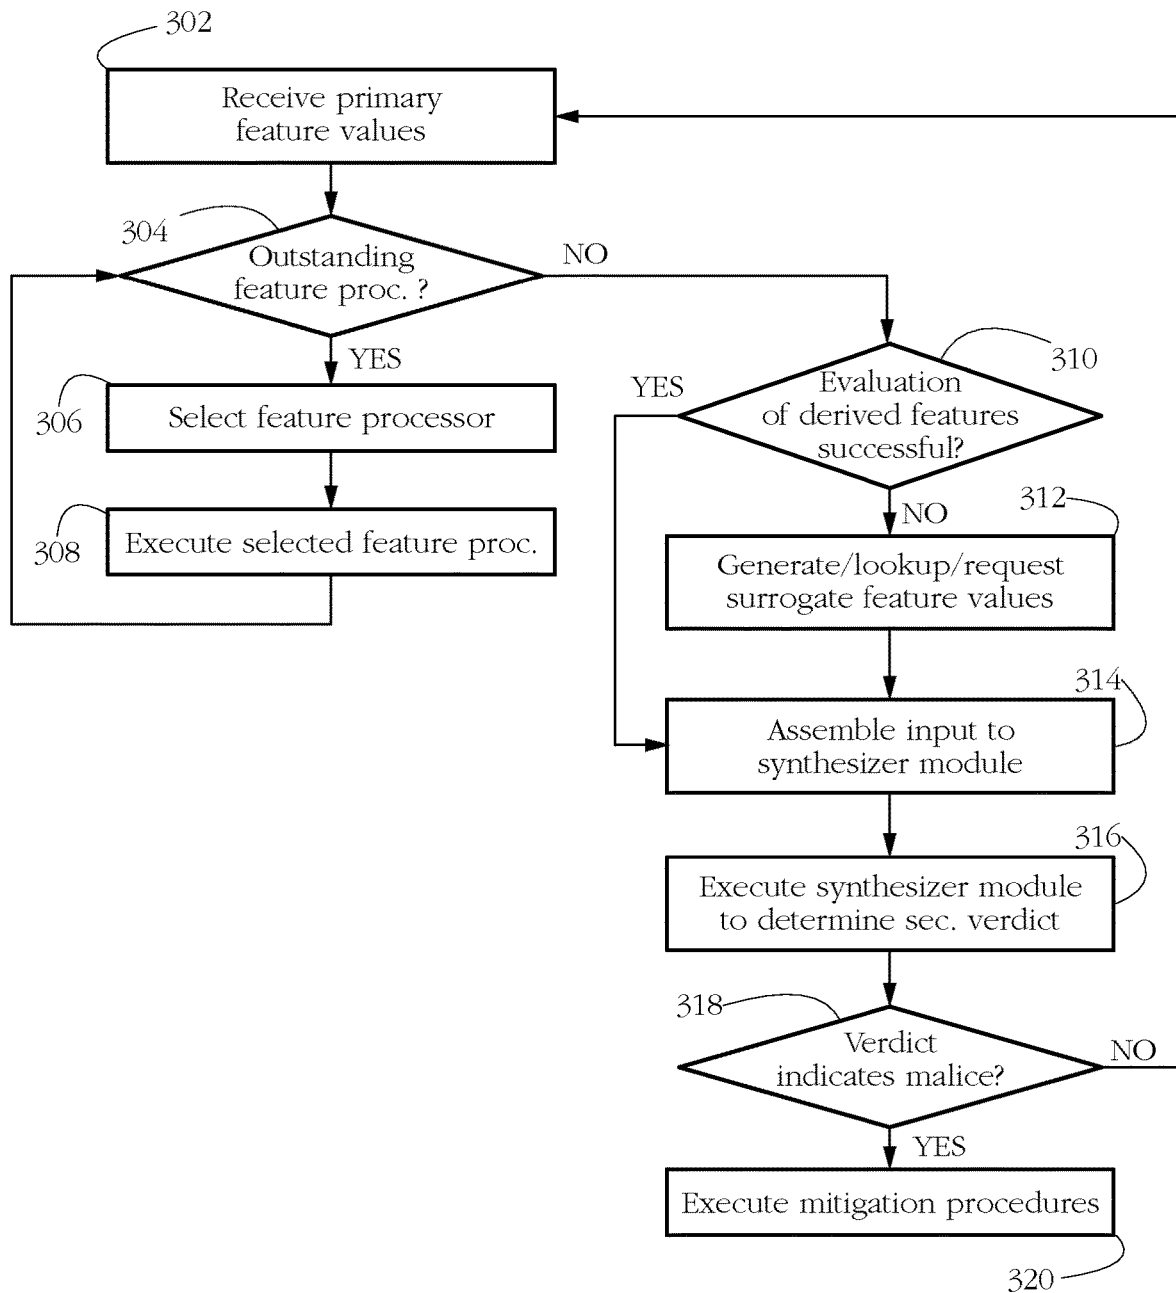 302
Receive primary
feature values
304
Outstanding
feature proc. ?
NO
YES
306
Select feature processor
308
Execute selected feature proc.
310
YES
Evaluation
of derived features
successful?
NO
312
Generate/lookup/request
surrogate feature values
314
Assemble input to
synthesizer module
316
Execute synthesizer module
to determine sec. verdict
318
Verdict
indicates malice?
NO
YES
Execute mitigation procedures
320